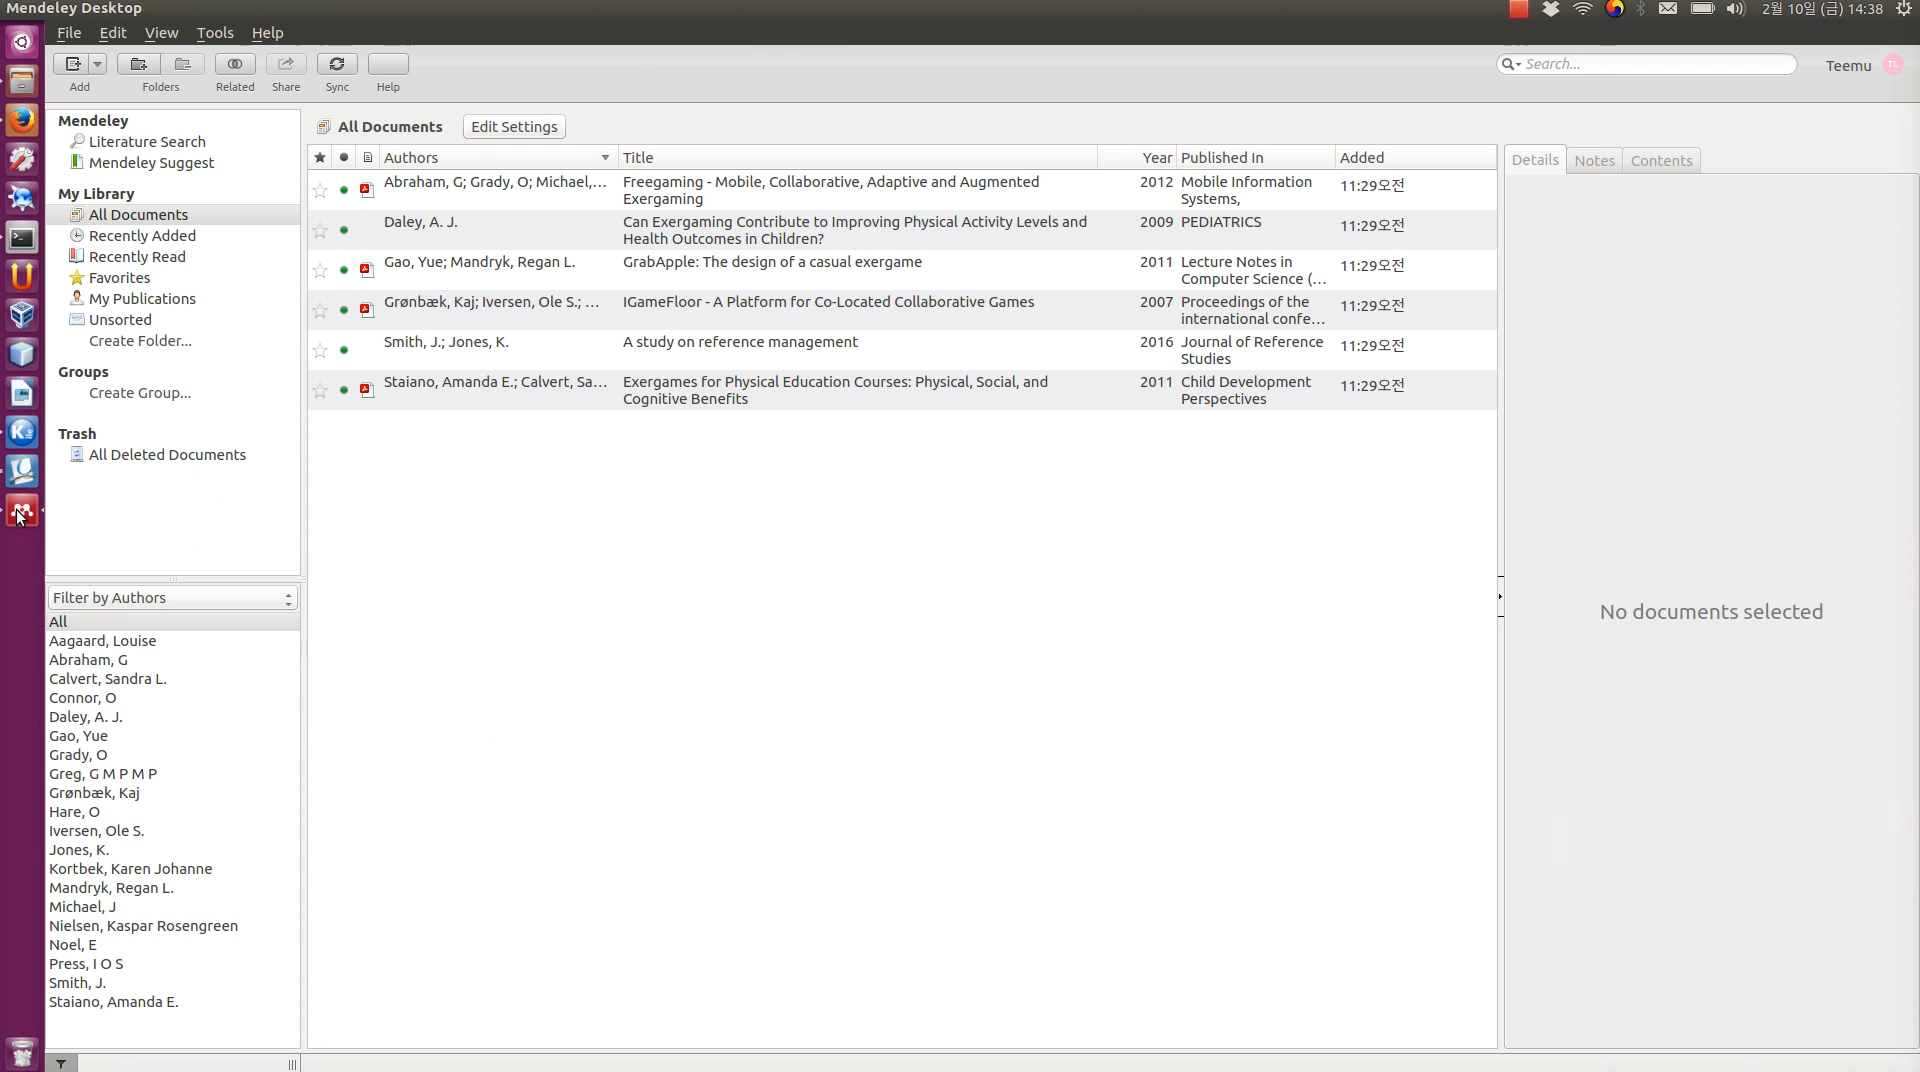 Mendeley Desktop
2월 10일 (금) 14:38
File Edit View Tools Help
Search...
Teemu TL
Add Folders Related Share Sync Help
Mendeley
Literature Search
Mendeley Suggest
My Library
All Documents
Recently Added
Recently Read
Favorites
My Publications
Unsorted
Create Folder...
Groups
Create Group...
Trash
All Deleted Documents
Filter by Authors
All
Aagaard, Louise
Abraham, G
Calvert, Sandra L.
Connor, O
Daley, A. J.
Gao, Yue
Grady, O
Greg, G M P M P
Grønbæk, Kaj
Hare, O
Iversen, Ole S.
Jones, K.
Kortbek, Karen Johanne
Mandryk, Regan L.
Michael, J
Nielsen, Kaspar Rosengreen
Noel, E
Press, I O S
Smith, J.
Staiano, Amanda E.
All Documents Edit Settings
Authors Title Year Published In Added
Abraham, G; Grady, O; Michael,... Freegaming - Mobile, Collaborative, Adaptive and Augmented 2012 Mobile Information 11:29오전
Exergaming Systems,
Daley, A. J. Can Exergaming Contribute to Improving Physical Activity Levels and 2009 PEDIATRICS 11:29오전
Health Outcomes in Children?
Gao, Yue; Mandryk, Regan L. GrabApple: The design of a casual exergame 2011 Lecture Notes in 11:29오전
Computer Science (...
Grønbæk, Kaj; Iversen, Ole S.; ... IGameFloor - A Platform for Co-Located Collaborative Games 2007 Proceedings of the 11:29오전
international confe...
Smith, J.; Jones, K. A study on reference management 2016 Journal of Reference 11:29오전
Studies
Staiano, Amanda E.; Calvert, Sa... Exergames for Physical Education Courses: Physical, Social, and 2011 Child Development 11:29오전
Cognitive Benefits Perspectives
Details Notes Contents
No documents selected